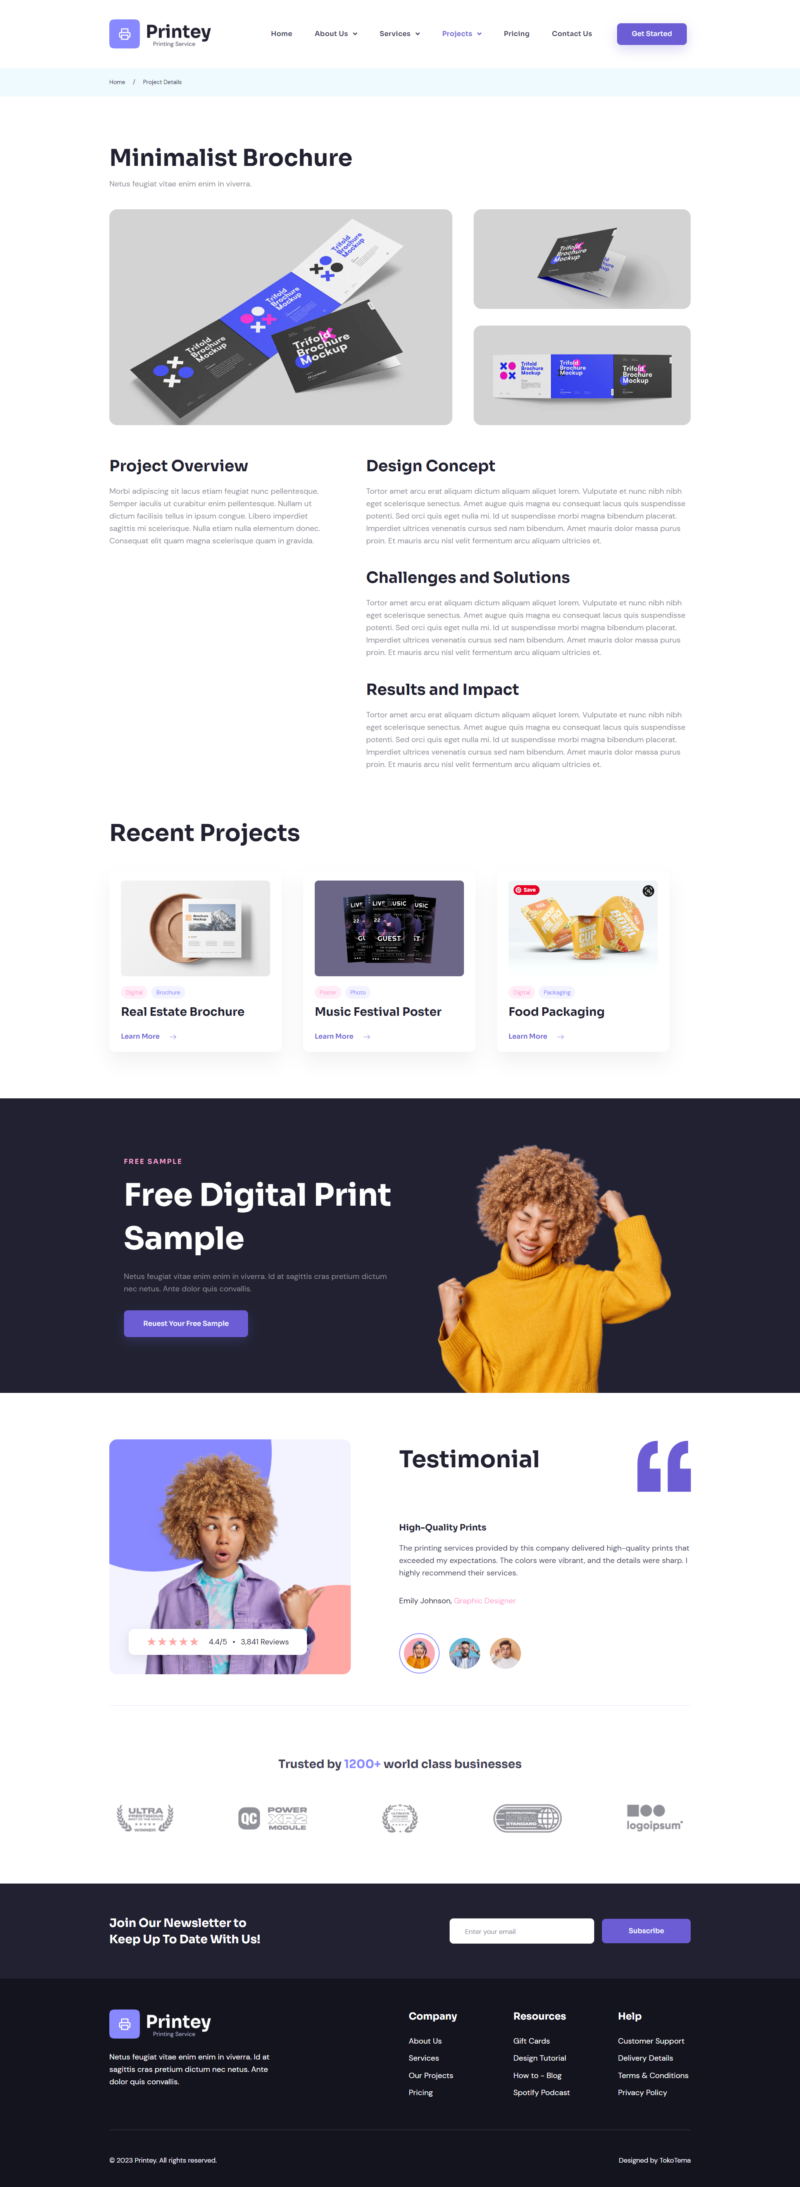 Printey
Printing Service
Home
About Us
Services
Projects
Pricing
Contact Us
Get Started
Home / Project Details
Minimalist Brochure
Netus feugiat vitae enim enim in viverra.
Trifold
Brochure
Mockup
Trifold
Brochure
Mockup
Trifold
Brochure
Mockup
Trifold
Brochure
Mockup
Trifold
Brochure
Mockup
Trifold
Brochure
Mockup
Trifold
Brochure
Mockup
Trifold
Brochure
Mockup
Project Overview
Morbi adipiscing sit lacus etiam feugiat nunc pellentesque.
Semper iaculis ut curabitur enim pellentesque. Nullam ut
dictum facilisis tellus in ipsum congue. Libero imperdiet
sagittis mi scelerisque. Nulla etiam nulla elementum donec.
Consequat elit quam magna scelerisque quam in gravida.
Design Concept
Tortor amet arcu erat aliquam dictum aliquam aliquet lorem. Vulputate et nunc nibh nibh
eget scelerisque senectus. Amet augue quis magna eu consequat lacus quis suspendisse
potenti. Sed orci quis eget nulla mi. Id ut suspendisse morbi magna bibendum placerat.
Imperdiet ultrices venenatis cursus sed nam bibendum. Amet mauris dolor massa purus
proin. Et mauris arcu nisl velit fermentum arcu aliquam ultricies et.
Challenges and Solutions
Tortor amet arcu erat aliquam dictum aliquam aliquet lorem. Vulputate et nunc nibh nibh
eget scelerisque senectus. Amet augue quis magna eu consequat lacus quis suspendisse
potenti. Sed orci quis eget nulla mi. Id ut suspendisse morbi magna bibendum placerat.
Imperdiet ultrices venenatis cursus sed nam bibendum. Amet mauris dolor massa purus
proin. Et mauris arcu nisl velit fermentum arcu aliquam ultricies et.
Results and Impact
Tortor amet arcu erat aliquam dictum aliquam aliquet lorem. Vulputate et nunc nibh nibh
eget scelerisque senectus. Amet augue quis magna eu consequat lacus quis suspendisse
potenti. Sed orci quis eget nulla mi. Id ut suspendisse morbi magna bibendum placerat.
Imperdiet ultrices venenatis cursus sed nam bibendum. Amet mauris dolor massa purus
proin. Et mauris arcu nisl velit fermentum arcu aliquam ultricies et.
Recent Projects
Brochure
Mockup
LIVE MUSIC
GUEST
Save
Digital Brochure
Real Estate Brochure
Learn More
Poster Photo
Music Festival Poster
Learn More
Digital Packaging
Food Packaging
Learn More
FREE SAMPLE
Free Digital Print
Sample
Netus feugiat vitae enim enim in viverra. Id at sagittis cras pretium dictum
nec netus. Ante dolor quis convallis.
Reuest Your Free Sample
Testimonial
High-Quality Prints
The printing services provided by this company delivered high-quality prints that
exceeded my expectations. The colors were vibrant, and the details were sharp. I
highly recommend their services.
Emily Johnson, Graphic Designer
4.4/5 • 3,841 Reviews
Trusted by 1200+ world class businesses
ULTRA
PRESTIGIOUS
WINNER
QC
POWER
XR2
MODULE
INTERNATIONAL
STANDARD
logoipsum
Join Our Newsletter to
Keep Up To Date With Us!
Enter your email
Subscribe
Printey
Printing Service
Netus feugiat vitae enim enim in viverra. Id at
sagittis cras pretium dictum nec netus. Ante
dolor quis convallis.
Company
About Us
Services
Our Projects
Pricing
Resources
Gift Cards
Design Tutorial
How to - Blog
Spotify Podcast
Help
Customer Support
Delivery Details
Terms & Conditions
Privacy Policy
© 2023 Printey. All rights reserved.
Designed by TokoTema